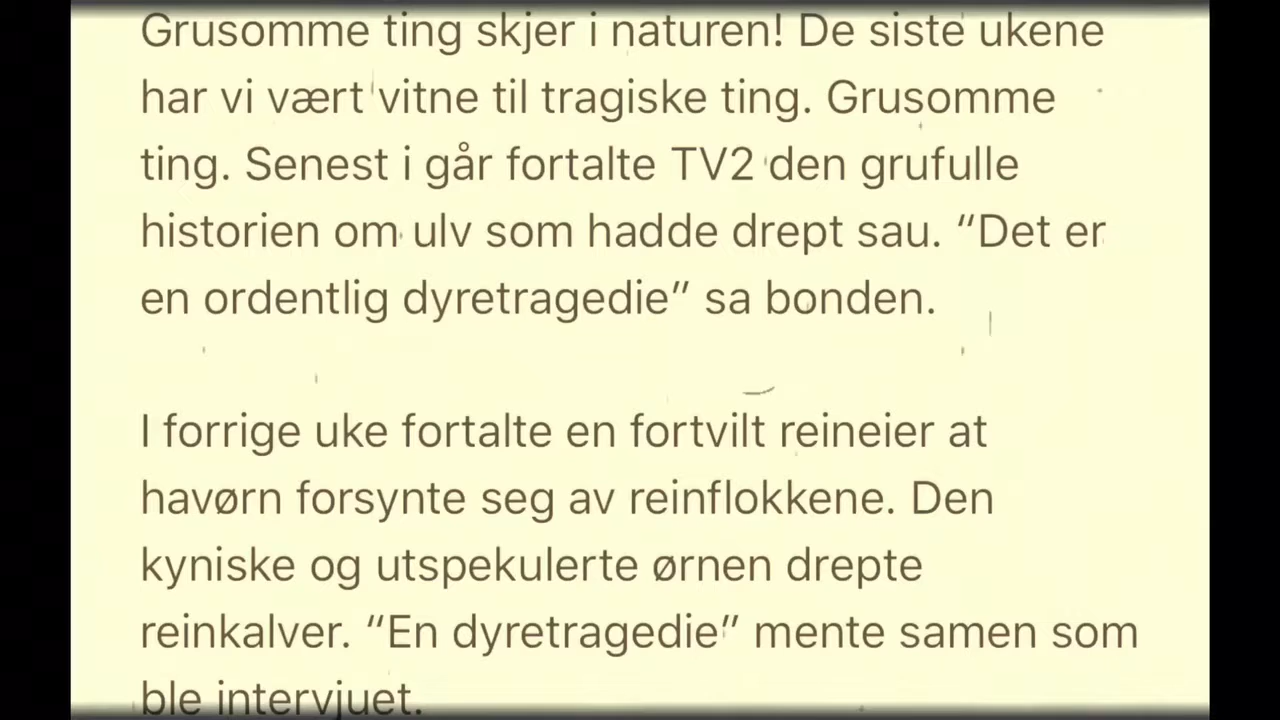 Grusomme ting skjer i naturen! De siste ukene
har vi vært vitne til tragiske ting. Grusomme
ting. Senest i går fortalte TV2 den grufulle
historien om ulv som hadde drept sau. “Det er
en ordentlig dyretragedie” sa bonden.
I forrige uke fortalte en fortvilt reineier at
havørn forsynte seg av reinflokkene. Den
kyniske og utspekulerte ørnen drepte
reinkalver. “En dyretragedie” mente samen som
ble intervjuet.